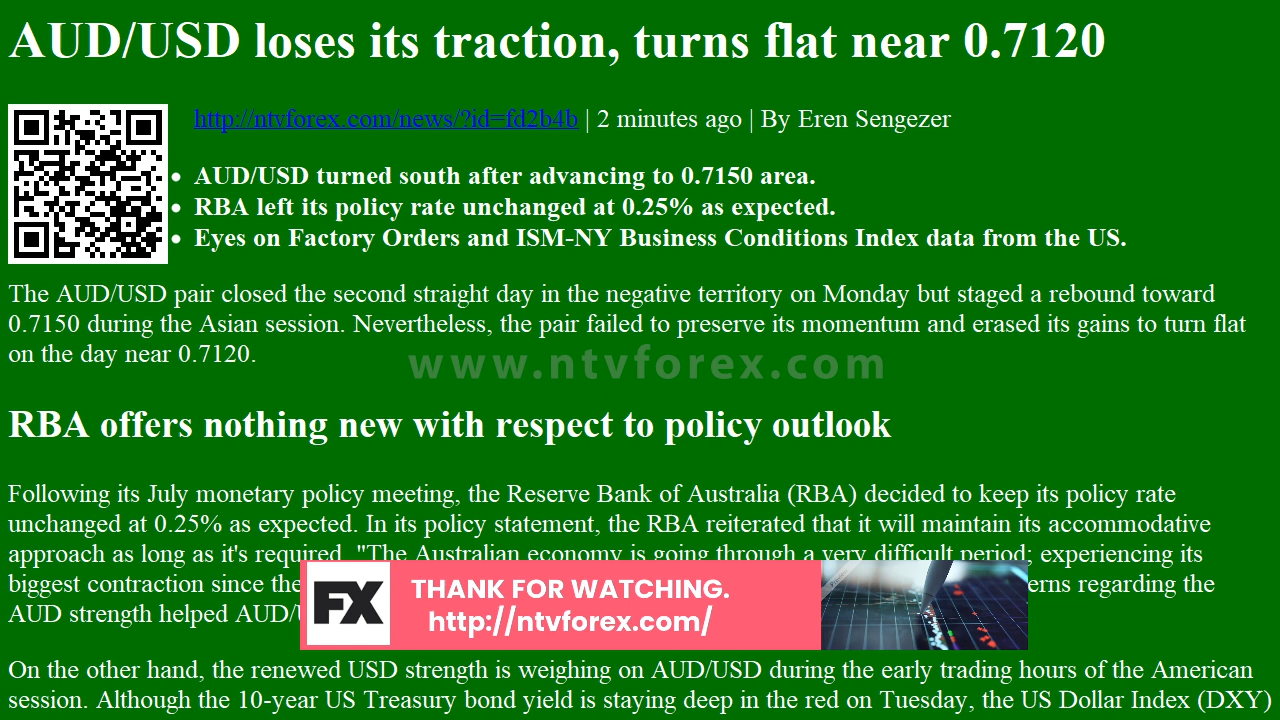 AUD/USD loses its traction, turns flat near 0.7120
http://ntvforex.com/news/?id=fd2b4b | 2 minutes ago | By Eren Sengezer
• AUD/USD turned south after advancing to 0.7150 area.
• RBA left its policy rate unchanged at 0.25% as expected.
• Eyes on Factory Orders and ISM-NY Business Conditions Index data from the US.
The AUD/USD pair closed the second straight day in the negative territory on Monday but staged a rebound toward
0.7150 during the Asian session. Nevertheless, the pair failed to preserve its momentum and erased its gains to turn flat
on the day near 0.7120.
www.ntvforex.com
RBA offers nothing new with respect to policy outlook
Following its July monetary policy meeting, the Reserve Bank of Australia (RBA) decided to keep its policy rate
unchanged at 0.25% as expected. In its policy statement, the RBA reiterated that it will maintain its accommodative
approach as long as it's required. "The Australian economy is going through a very difficult period; experiencing its
biggest contraction since the regarding the
AUD strength helped
FX
THANK FOR WATCHING.
http://ntvforex.com/
On the other hand, the renewed USD strength is weighing on AUD/USD during the early trading hours of the American
session. Although the 10-year US Treasury bond yield is staying deep in the red on Tuesday, the US Dollar Index (DXY)